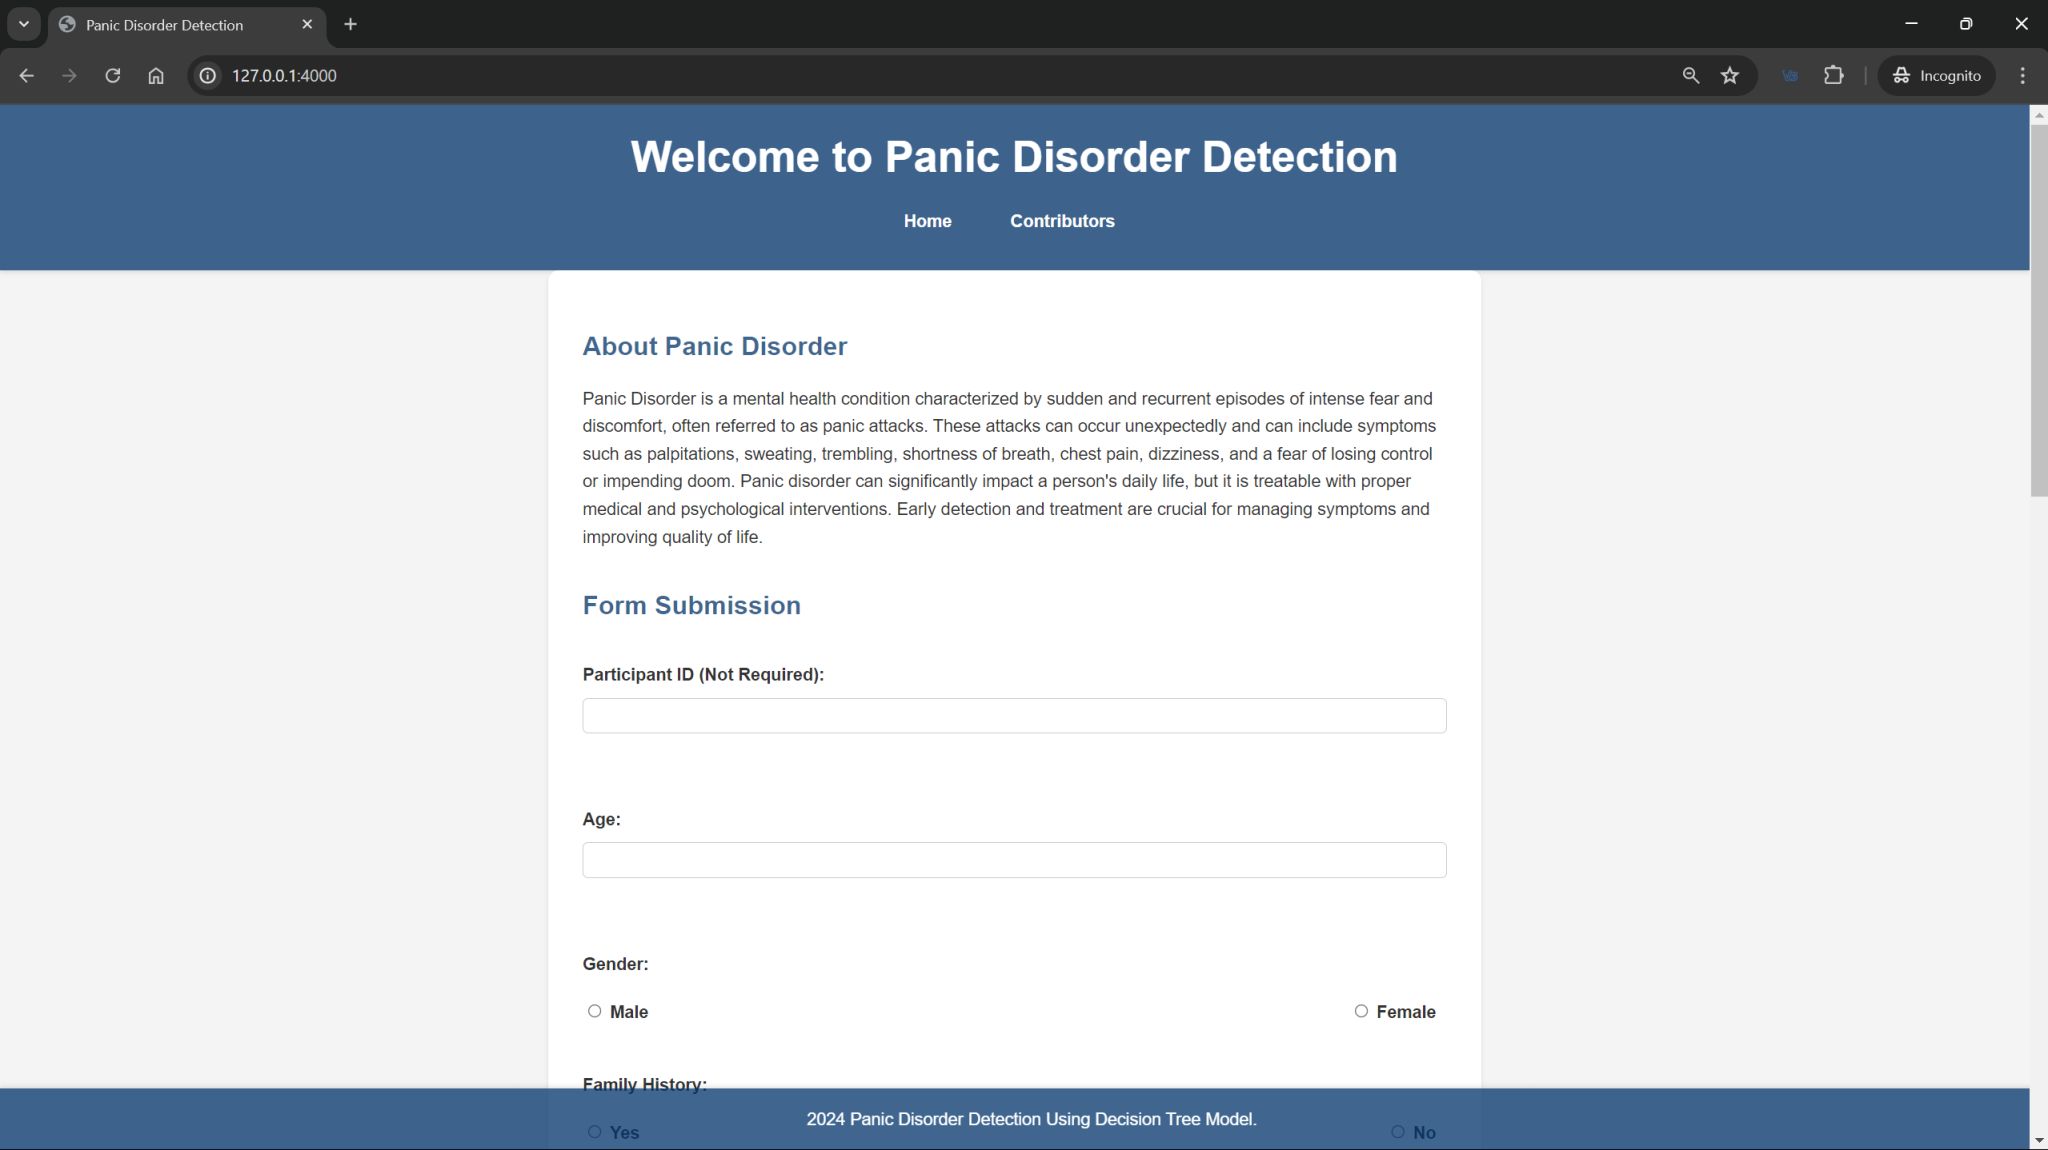 Panic Disorder Detection
127.0.0.1:4000
Incognito
Welcome to Panic Disorder Detection
Home Contributors
About Panic Disorder
Panic Disorder is a mental health condition characterized by sudden and recurrent episodes of intense fear and
discomfort, often referred to as panic attacks. These attacks can occur unexpectedly and can include symptoms
such as palpitations, sweating, trembling, shortness of breath, chest pain, dizziness, and a fear of losing control
or impending doom. Panic disorder can significantly impact a person's daily life, but it is treatable with proper
medical and psychological interventions. Early detection and treatment are crucial for managing symptoms and
improving quality of life.
Form Submission
Participant ID (Not Required):
Age:
Gender:
Male Female
Family History:
2024 Panic Disorder Detection Using Decision Tree Model.
Yes No